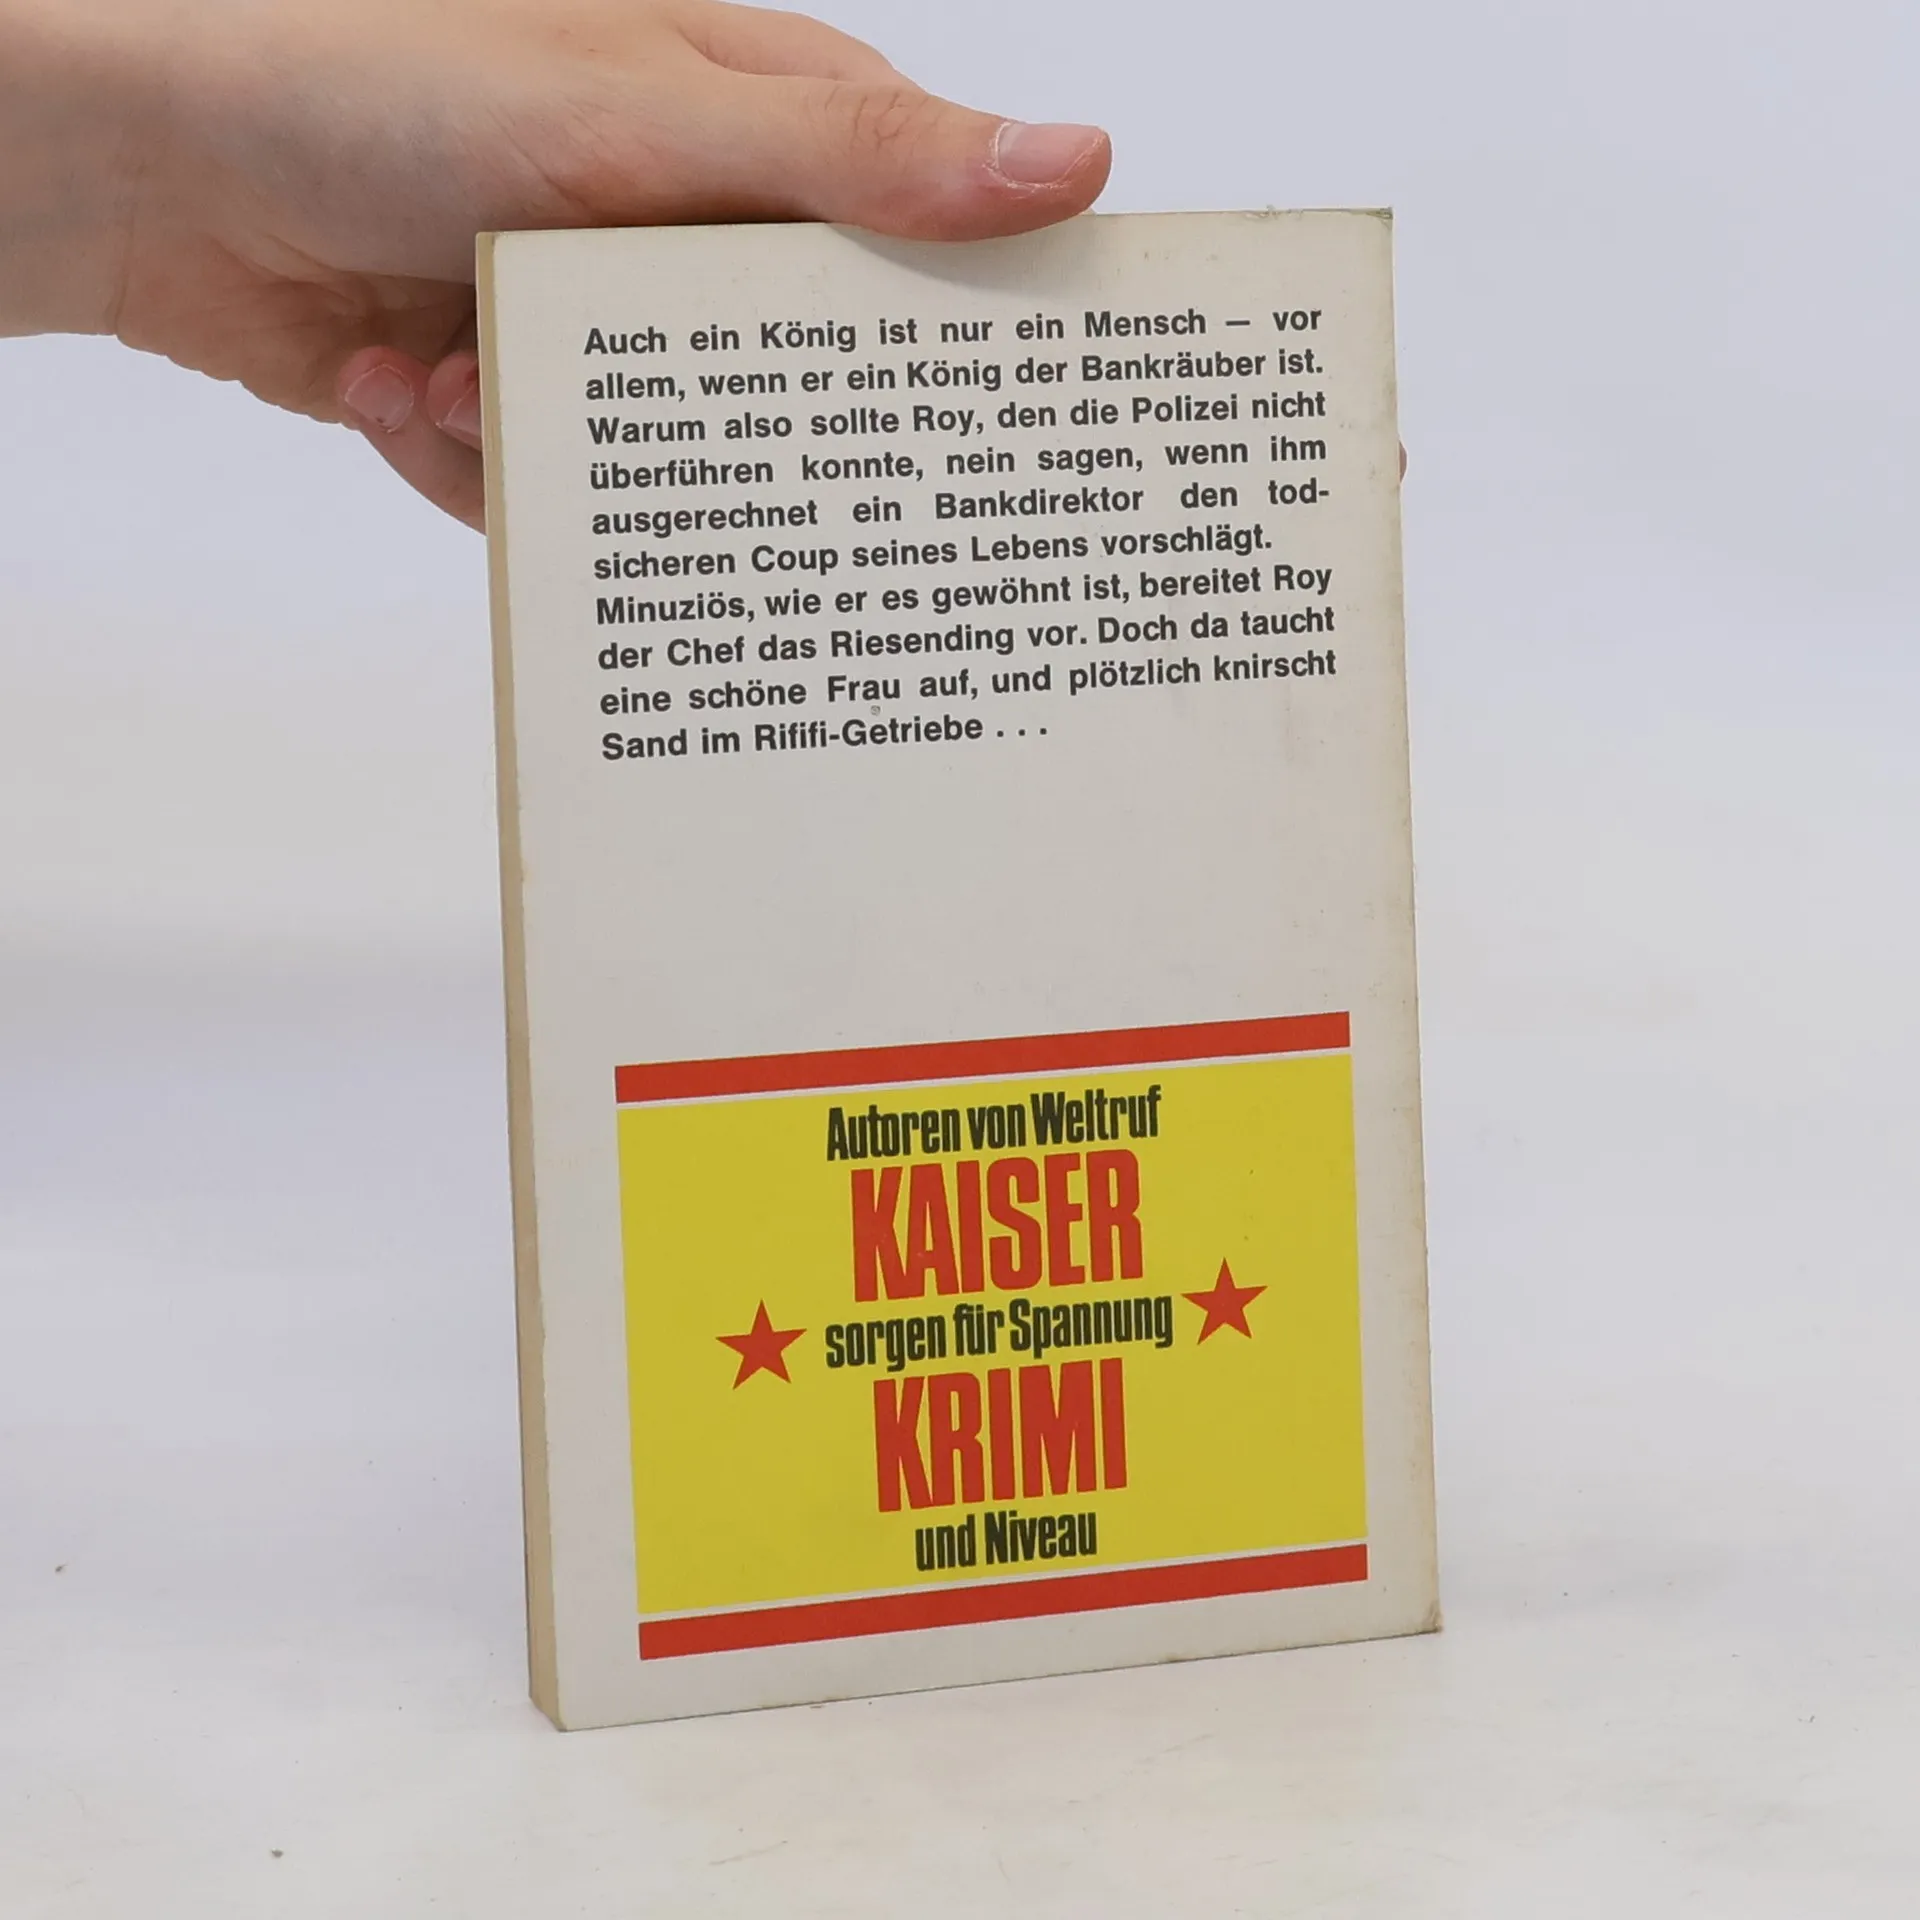 Auch ein König ist nur ein Mensch – vor
allem, wenn er ein König der Bankräuber ist.
Warum also sollte Roy, den die Polizei nicht
überführen konnte, nein sagen, wenn ihm
ausgerechnet ein Bankdirektor den tod-
sicheren Coup seines Lebens vorschlägt.
Minuziös, wie er es gewöhnt ist, bereitet Roy
der Chef das Riesending vor. Doch da taucht
eine schöne Frau auf, und plötzlich knirscht
Sand im Rififi-Getriebe . . .
Autoren von Weltruf
KAISER
sorgen für Spannung
KRIMI
und Niveau